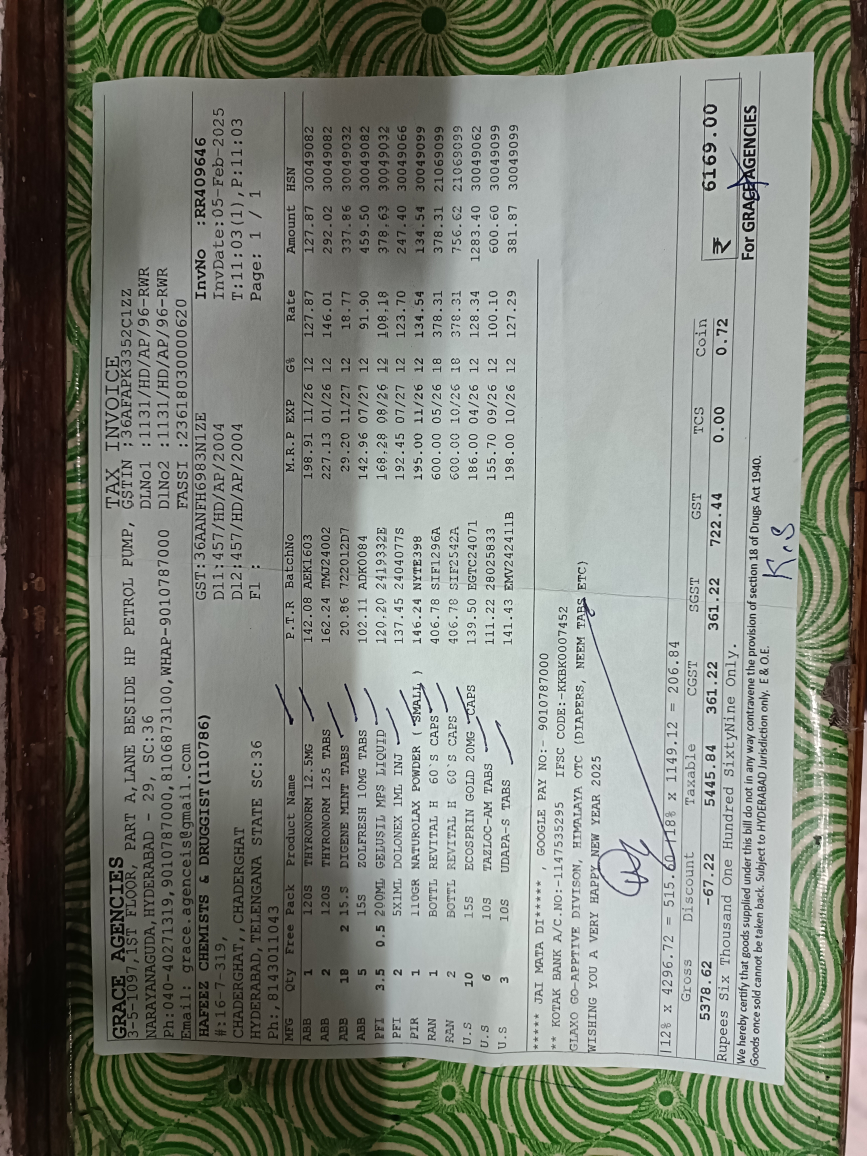 TAX INVOICE
GRACE AGENCIES
3-5-1097,1ST FLOOR, PART A,LANE BESIDE HP PETROL PUMP, GSTIN :36AFAPK3352C1ZZ
NARAYANAGUDA,HYDERABAD - 29, SC:36 DLNo1 :1131/HD/AP/96-RWR
Ph:040-40271319,9010787000,8106873100,WHAP-9010787000 DlNo2 :1131/HD/AP/96-RWR
Email: grace.agenceis@gmail.com FASSI :23618030000620
HAFEEZ CHEMISTS & DRUGGIST(110786) GST:36AANFH6983N1ZE InvNo :RR409646
#:16-7-319, Dl1:457/HD/AP/2004 InvDate:05-Feb-2025
CHADERGHAT,,CHADERGHAT Dl2:457/HD/AP/2004 T:11:03(1),P:11:03
HYDERABAD,TELENGANA STATE SC:36 Fl : Page: 1 / 1
Ph:,8143011043
MFG Qty Free Pack Product Name P.T.R BatchNo M.R.P EXP G% Rate Amount HSN
ABB 1 120S THYRONORM 12.5MG 142.08 AEK1603 198.91 11/26 12 127.87 127.87 30049082
ABB 2 120S THYRONORM 125 TABS 162.24 TMJ24002 227.13 01/26 12 146.01 292.02 30049082
ABB 18 2 15.S DIGENE MINT TABS 20.86 722012D7 29.20 11/27 12 18.77 337.86 30049032
ABB 5 15S ZOLFRESH 10MG TABS 102.11 ADK0084 142.96 07/27 12 91.90 459.50 30049082
PFI 3.5 0.5 200ML GELUSIL MPS LIQUID 120.20 2419332E 168.28 08/26 12 108.18 378.63 30049032
PFI 2 5X1ML DOLONEX 1ML INJ 137.45 2404077S 192.45 07/27 12 123.70 247.40 30049066
PIR 1 110GR NATUROLAX POWDER ( SMALL ) 146.24 NYTE398 195.00 11/26 12 134.54 134.54 30049099
RAN 1 BOTTL REVITAL H 60`S CAPS 406.78 SIF1296A 600.00 05/26 18 378.31 378.31 21069099
RAN 2 BOTTL REVITAL H 60`S CAPS 406.78 SIF2542A 600.00 10/26 18 378.31 756.62 21069099
U.S 10 15S ECOSPRIN GOLD 20MG CAPS 139.50 EGTC24071 186.00 04/26 12 128.34 1283.40 30049062
U.S 6 10S TAZLOC-AM TABS 111.22 28025833 155.70 09/26 12 100.10 600.60 30049099
U.S 3 10S UDAPA-S TABS 141.43 EMV242411B 198.00 10/26 12 127.29 381.87 30049099
***** JAI MATA DI***** , GOOGLE PAY NO:- 9010787000
** KOTAK BANK A/C.NO:-1147535295 IFSC CODE:-KKBK0007452
GLAXO GO-APPTIVE DIVISON, HIMALAYA OTC (DIAPERS, NEEM TABS ETC)
WISHING YOU A VERY HAPPY NEW YEAR 2025
|12% x 4296.72 = 515.60 |18% x 1149.12 = 206.84
Gross Discount Taxable CGST SGST GST TCS Coin
5378.62 -67.22 5445.84 361.22 361.22 722.44 0.00 0.72 ₹ 6169.00
Rupees Six Thousand One Hundred SixtyNine Only.
We hereby certify that goods supplied under this bill do not in any way contravene the provision of section 18 of Drugs Act 1940. For GRACE AGENCIES
Goods once sold cannot be taken back. Subject to HYDERABAD Jurisdiction only. E & O.E.